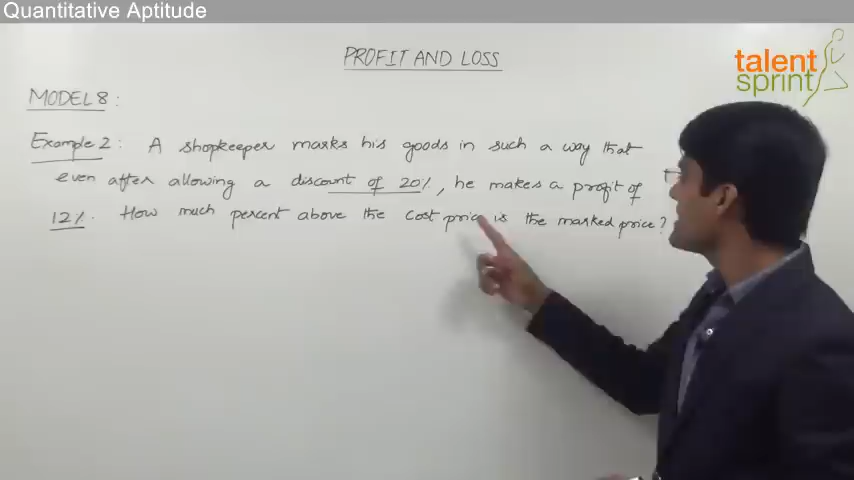 Quantitative Aptitude
PROFIT AND LOSS
talent
sprint
MODEL 8 :
Example 2 : A shopkeeper marks his goods in such a way that
even after allowing a discount of 20%, he makes a profit of
12%. How much percent above the cost price is the marked price?